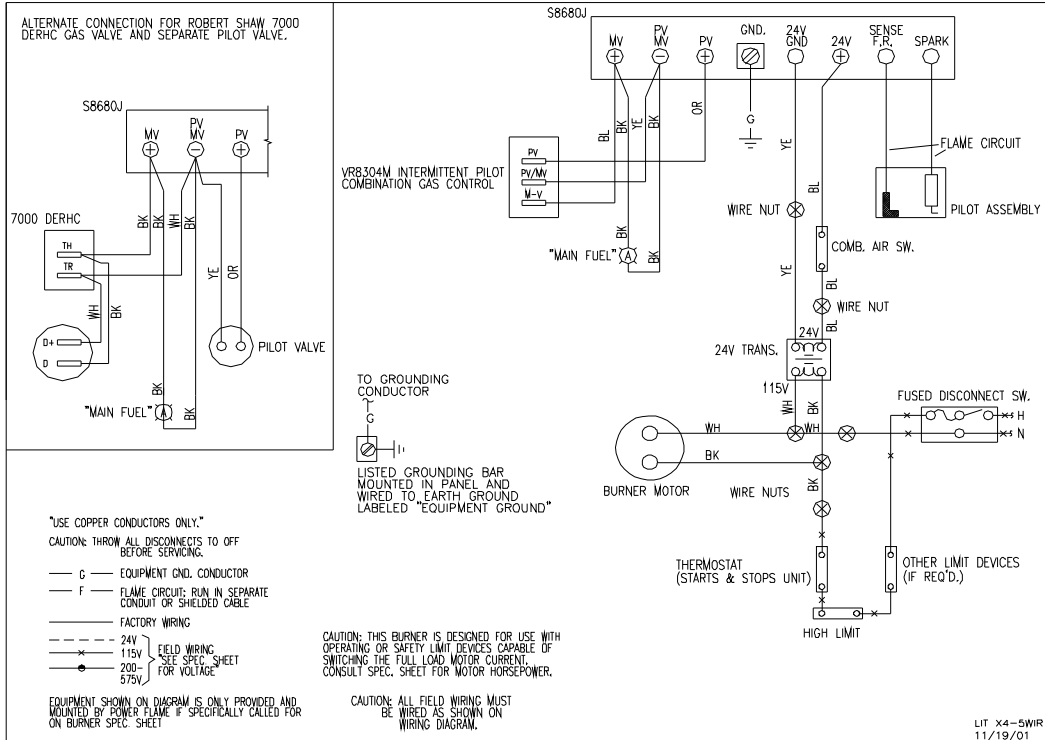 ALTERNATE CONNECTION FOR ROBERT SHAW 7000
DERHC GAS VALVE AND SEPARATE PILOT VALVE.
S8680J
MV
PV
MV
PV
7000 DERHC
TH
TR
BK
BK
WH
BK
YE
OR
WH
BK
D+
D
PILOT VALVE
BK
BK
"MAIN FUEL"
A
S8680J
MV
PV
MV
PV
GND.
24V
GND
24V
SENSE
F.R.
SPARK
BL
BK
YE
BK
OR
G
YE
BL
FLAME CIRCUIT
PILOT ASSEMBLY
VR8304M INTERMITTENT PILOT
COMBINATION GAS CONTROL
PV
PV/MV
M-V
BK
BK
"MAIN FUEL"
A
WIRE NUT
YE
COMB. AIR SW.
BL
WIRE NUT
BL
24V
24V TRANS.
115V
WH
BK
FUSED DISCONNECT SW.
H
N
WH
WH
BK
BURNER MOTOR
WIRE NUTS
BK
THERMOSTAT
(STARTS & STOPS UNIT)
OTHER LIMIT DEVICES
(IF REQ'D.)
HIGH LIMIT
TO GROUNDING
CONDUCTOR
G
LISTED GROUNDING BAR
MOUNTED IN PANEL AND
WIRED TO EARTH GROUND
LABELED "EQUIPMENT GROUND"
"USE COPPER CONDUCTORS ONLY."
CAUTION: THROW ALL DISCONNECTS TO OFF
BEFORE SERVICING.
G EQUIPMENT GND. CONDUCTOR
F FLAME CIRCUIT: RUN IN SEPARATE
CONDUIT OR SHIELDED CABLE
FACTORY WIRING
24V
115V
200-
575V
FIELD WIRING
"SEE SPEC. SHEET
FOR VOLTAGE"
EQUIPMENT SHOWN ON DIAGRAM IS ONLY PROVIDED AND
MOUNTED BY POWER FLAME IF SPECIFICALLY CALLED FOR
ON BURNER SPEC. SHEET
CAUTION: THIS BURNER IS DESIGNED FOR USE WITH
OPERATING OR SAFETY LIMIT DEVICES CAPABLE OF
SWITCHING THE FULL LOAD MOTOR CURRENT.
CONSULT SPEC. SHEET FOR MOTOR HORSEPOWER.
CAUTION: ALL FIELD WIRING MUST
BE WIRED AS SHOWN ON
WIRING DIAGRAM.
LIT X4-5WIR
11/19/01